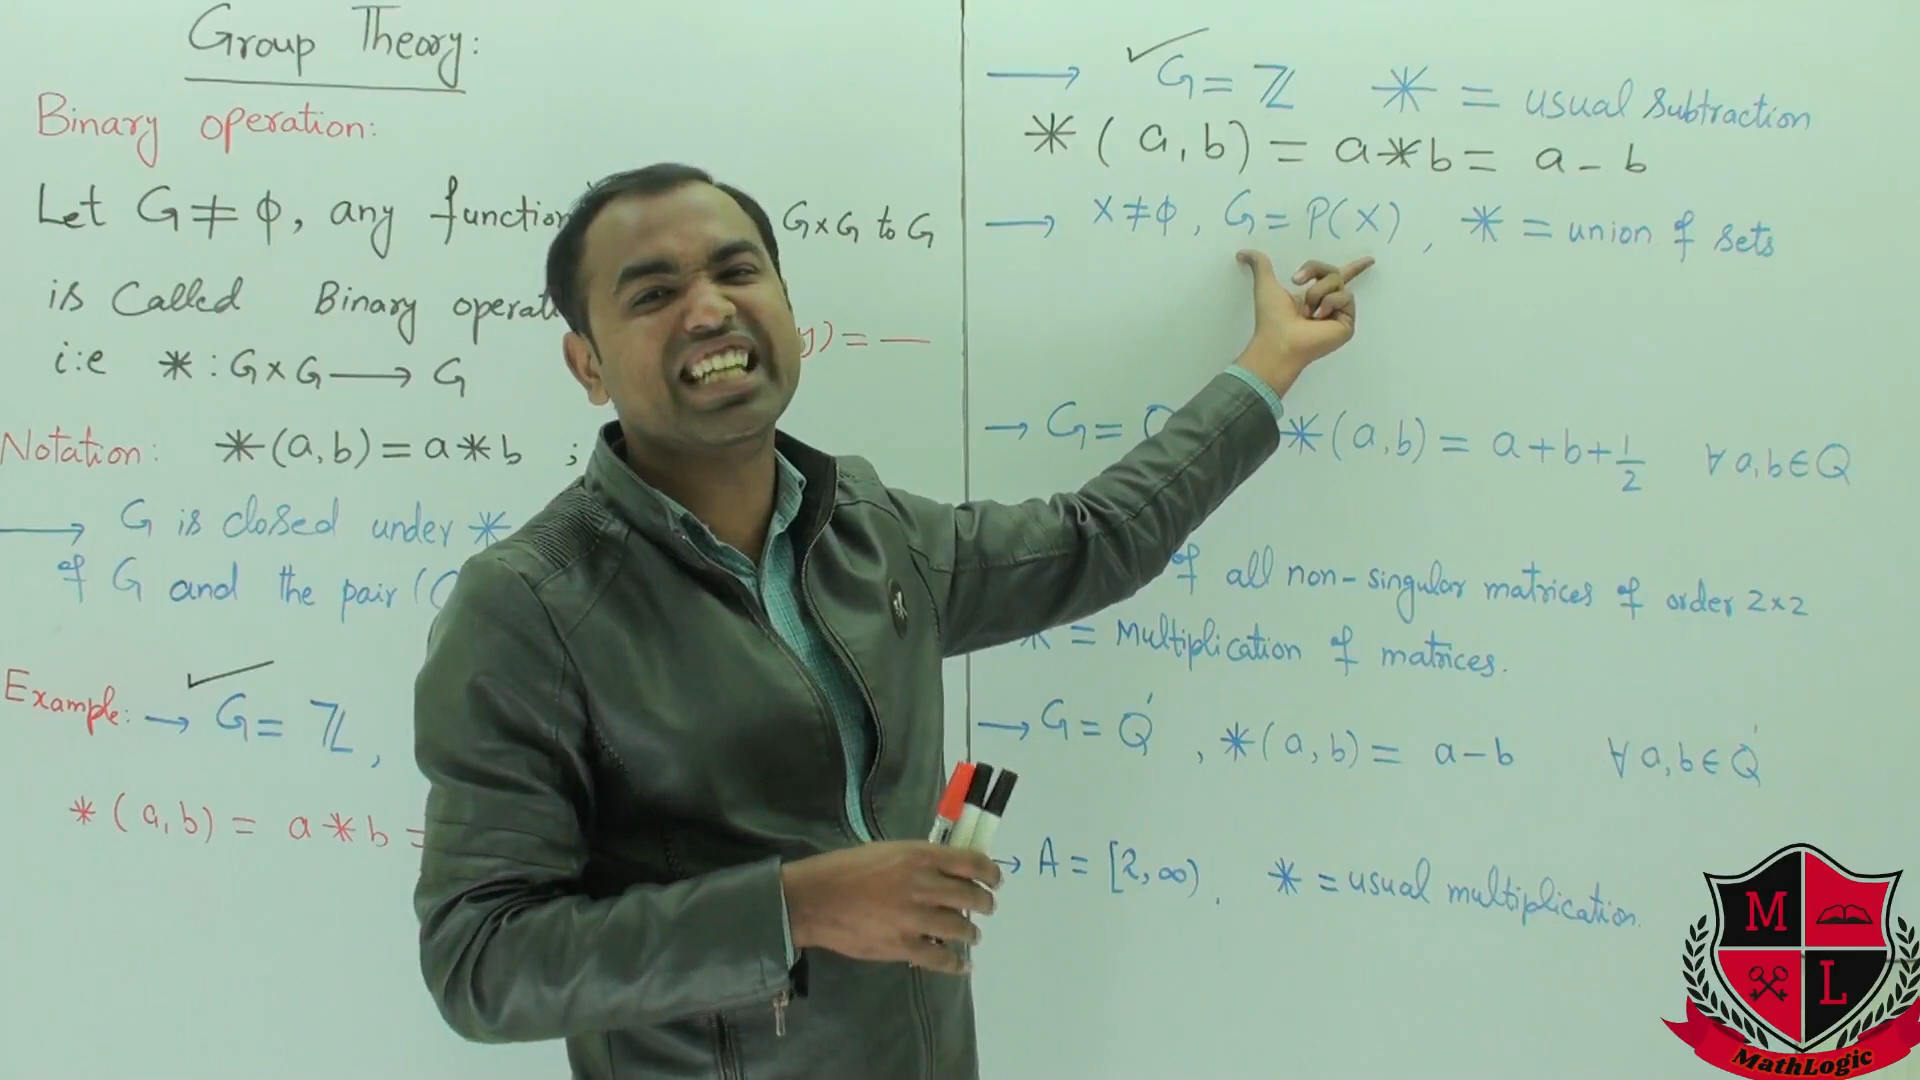 Group Theory:
Binary operation:
Let G ≠ ϕ, any function G×G to G
is Called Binary
i:e * : G×G ⟶ G
Notation: *(a,b) = a*b ;
⟶ G is closed under *
of G and the pair (
Example: → G = ℤ,
*(a,b) = a*b =
y) = —
⟶ ✓ G = ℤ * = usual Subtraction
*(a,b) = a*b = a - b
⟶ X ≠ ϕ, G = P(X), * = union of sets
→ G = Q *(a,b) = a+b+1/2 ∀ a,b ∈ Q
of all non-singular matrices of order 2×2
* = Multiplication of matrices.
→ G = Q', *(a,b) = a-b ∀ a,b ∈ Q'
→ A = [2,∞), * = usual multiplication.
M
L
MathLogic